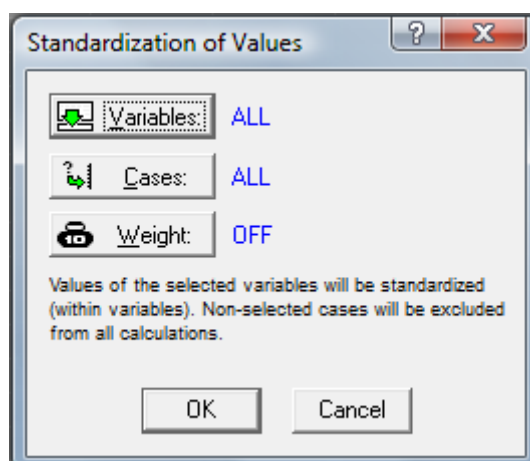 Standardization of Values
Variables: ALL
Cases: ALL
Weight: OFF
Values of the selected variables will be standardized
(within variables). Non-selected cases will be excluded
from all calculations.
OK Cancel